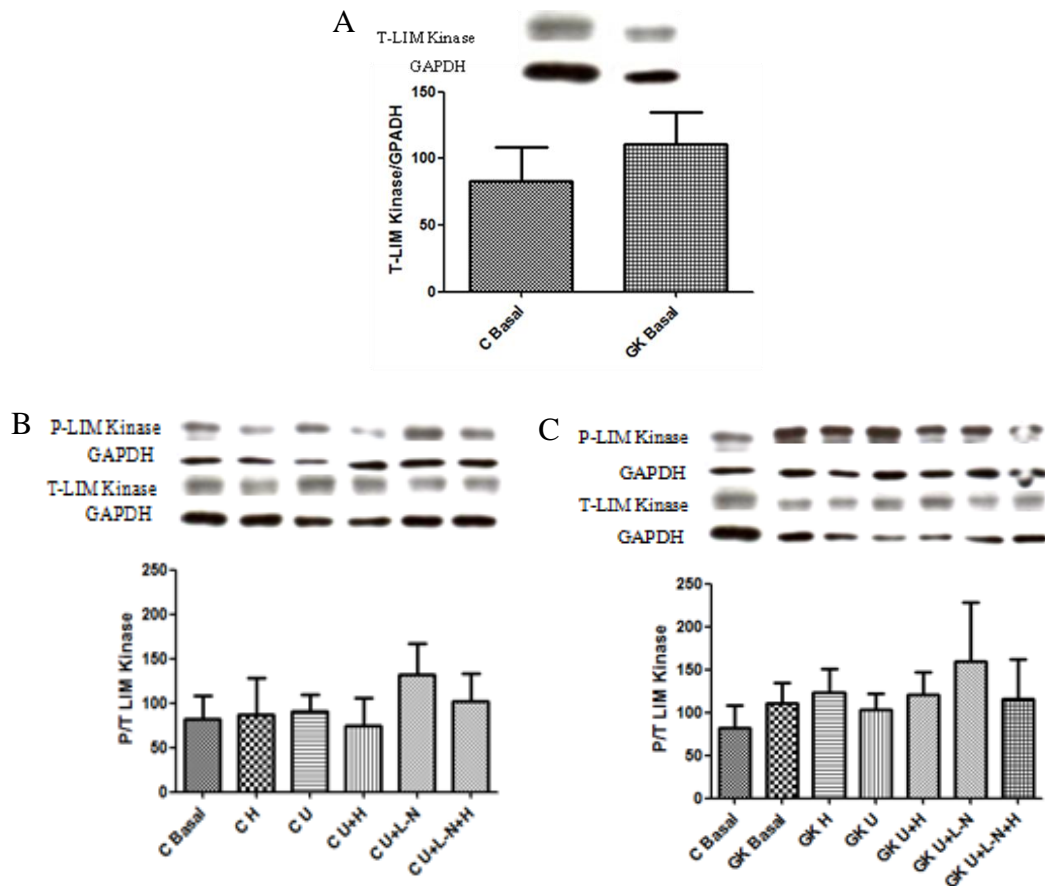 A
T-LIM Kinase
GAPDH
T-LIM Kinase/GPADH
150
100
50
0
C Basal
GK Basal
B
P-LIM Kinase
GAPDH
T-LIM Kinase
GAPDH
P/T LIM Kinase
250
200
150
100
50
0
C Basal
C H
C U
C U+H
C U+L-N
C U+L-N+H
C
P-LIM Kinase
GAPDH
T-LIM Kinase
GAPDH
P/T LIM Kinase
250
200
150
100
50
0
C Basal
GK Basal
GK H
GK U
GK U+H
GK U+L-N
GK U+L-N+H